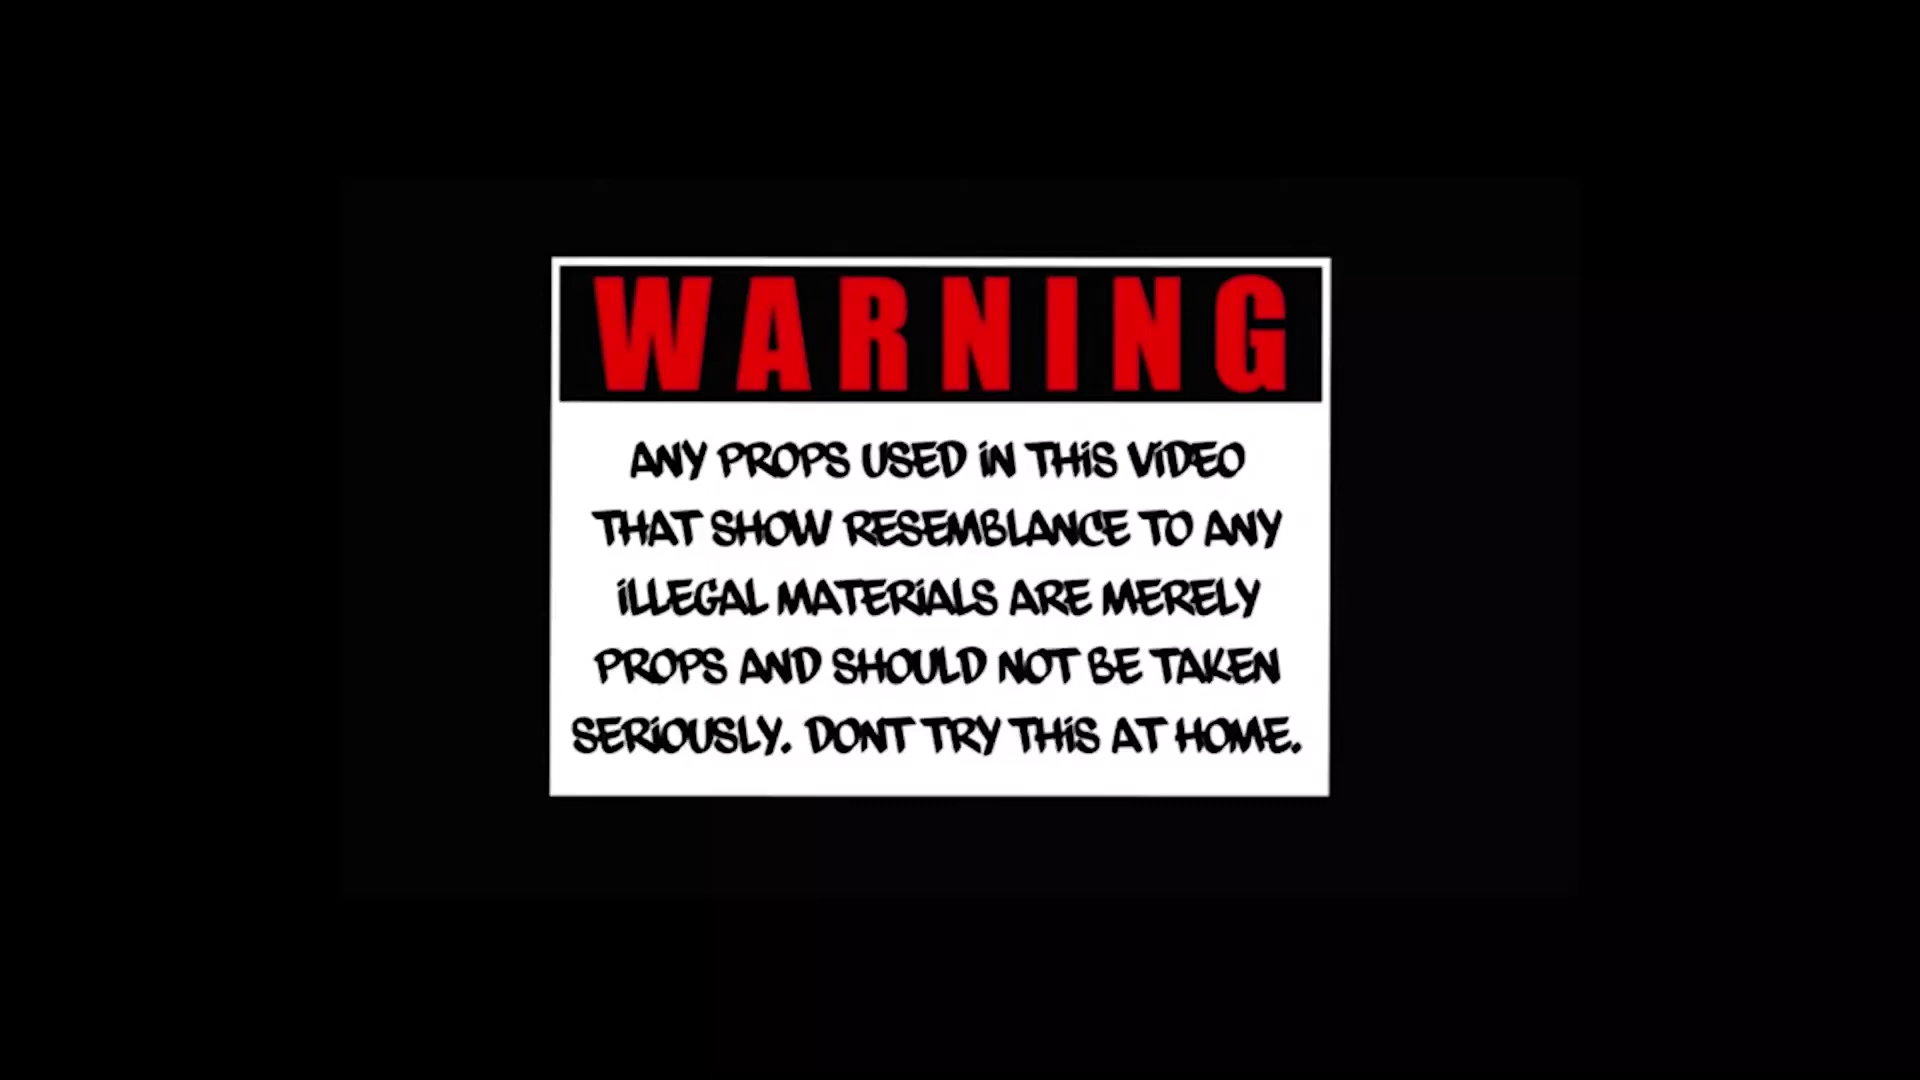 WARNING
ANY PROPS USED iN THiS ViDEO
THAT SHOW RESEMBLANCE TO ANY
iLLEGAL MATERiALS ARE MERELY
PROPS AND SHOULD NOT BE TAKEN
SERiOUSLY. DONT TRY THiS AT HOME.